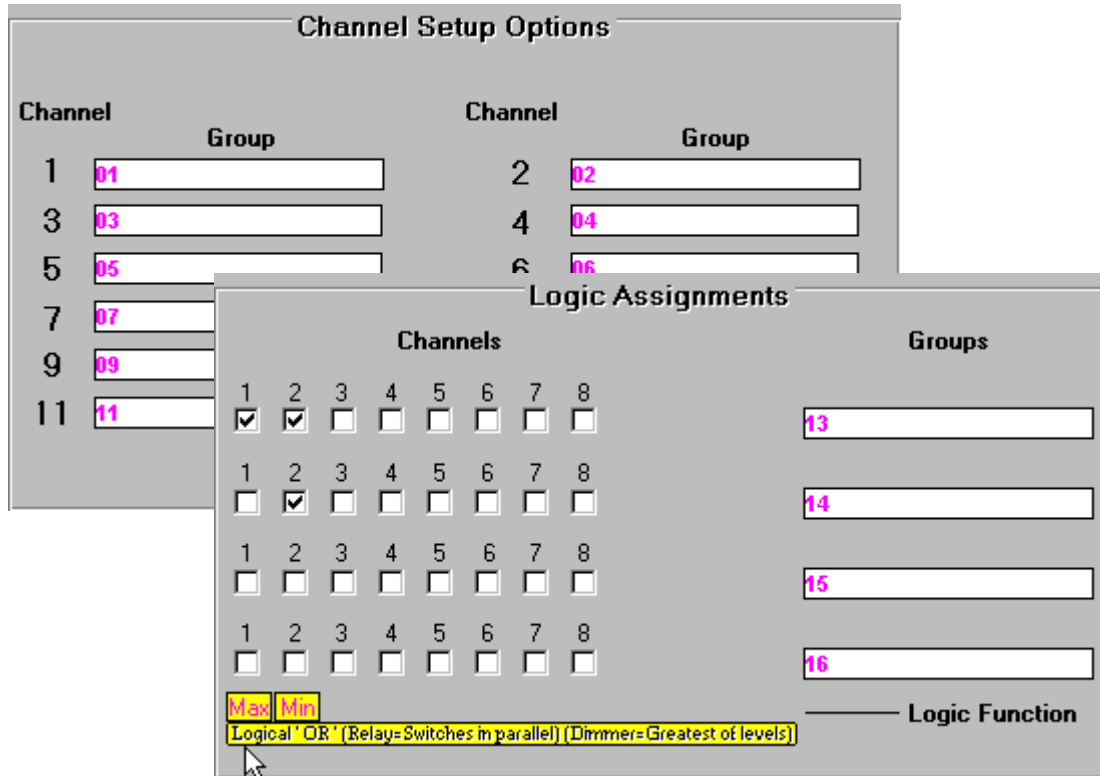 Channel Setup Options
Channel Channel
Group Group
1 01 2 02
3 03 4 04
5 05 6 06
7 07
9 09
11 11
Logic Assignments
Channels Groups
1 2 3 4 5 6 7 8
13
1 2 3 4 5 6 7 8
14
1 2 3 4 5 6 7 8
15
1 2 3 4 5 6 7 8
16
Max Min
Logic Function
Logical ' OR ' (Relay=Switches in parallel) (Dimmer=Greatest of levels)